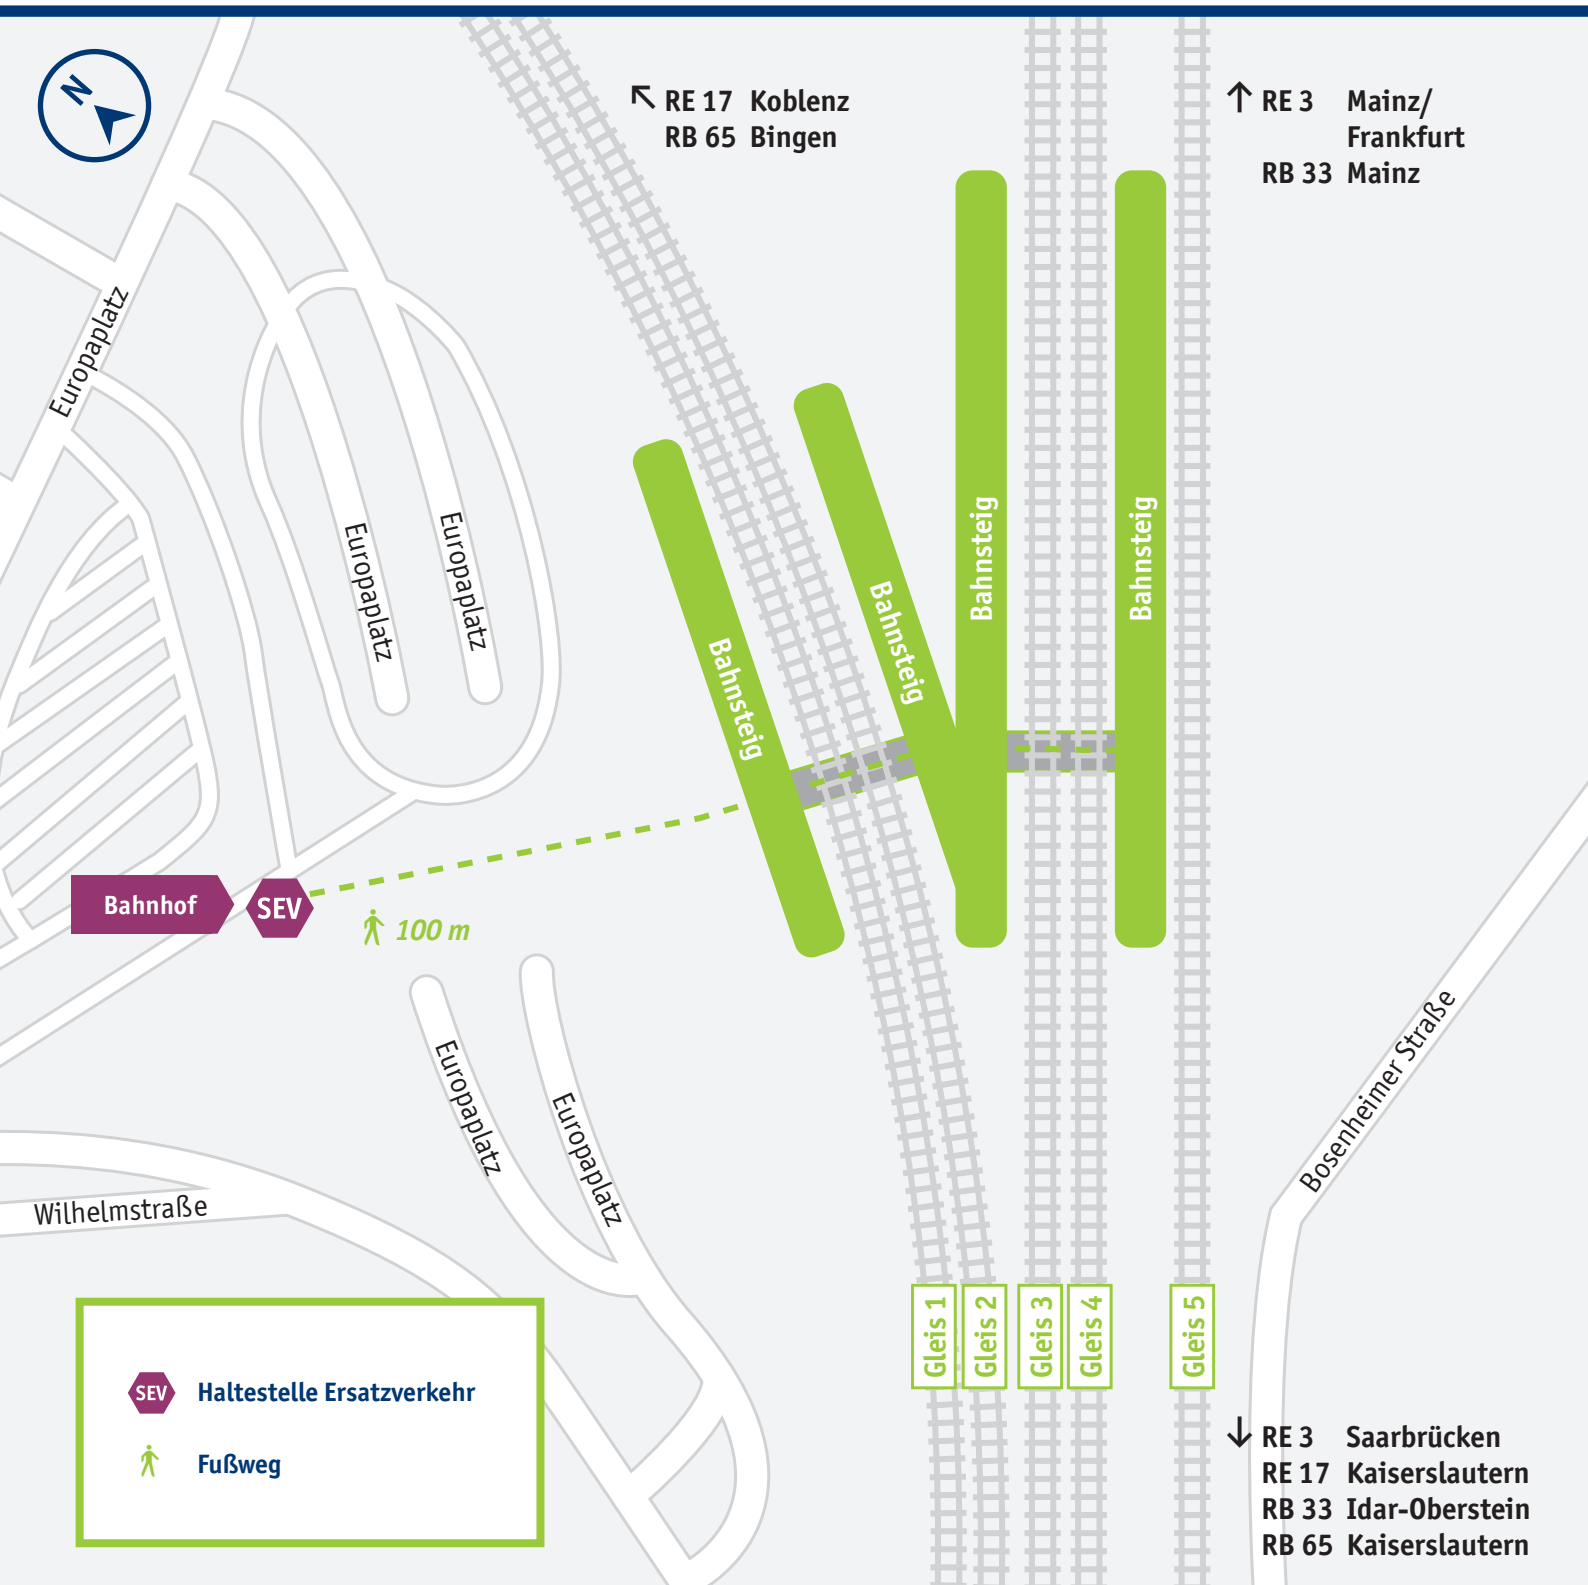 N
RE 17 Koblenz
RB 65 Bingen
RE 3 Mainz/
Frankfurt
RB 33 Mainz
Europaplatz
Europaplatz
Europaplatz
Bahnsteig
Bahnsteig
Bahnsteig
Bahnsteig
Bahnhof
SEV
100 m
Europaplatz
Europaplatz
Bosenheimer Straße
Wilhelmstraße
Gleis 1
Gleis 2
Gleis 3
Gleis 4
Gleis 5
SEV Haltestelle Ersatzverkehr
Fußweg
RE 3 Saarbrücken
RE 17 Kaiserslautern
RB 33 Idar-Oberstein
RB 65 Kaiserslautern